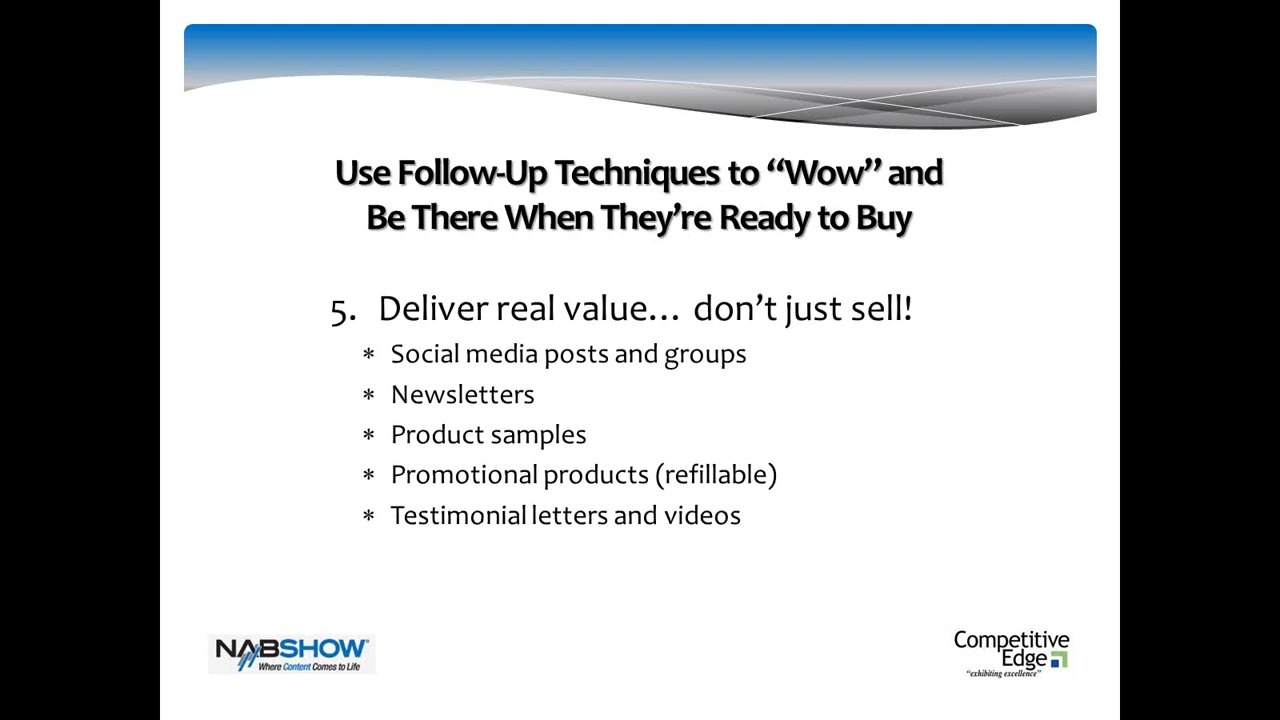 Use Follow-Up Techniques to “Wow” and
Be There When They’re Ready to Buy
5. Deliver real value… don’t just sell!
* Social media posts and groups
* Newsletters
* Product samples
* Promotional products (refillable)
* Testimonial letters and videos
NABSHOW®
Where Content Comes to Life
Competitive
Edge
“exhibiting excellence”